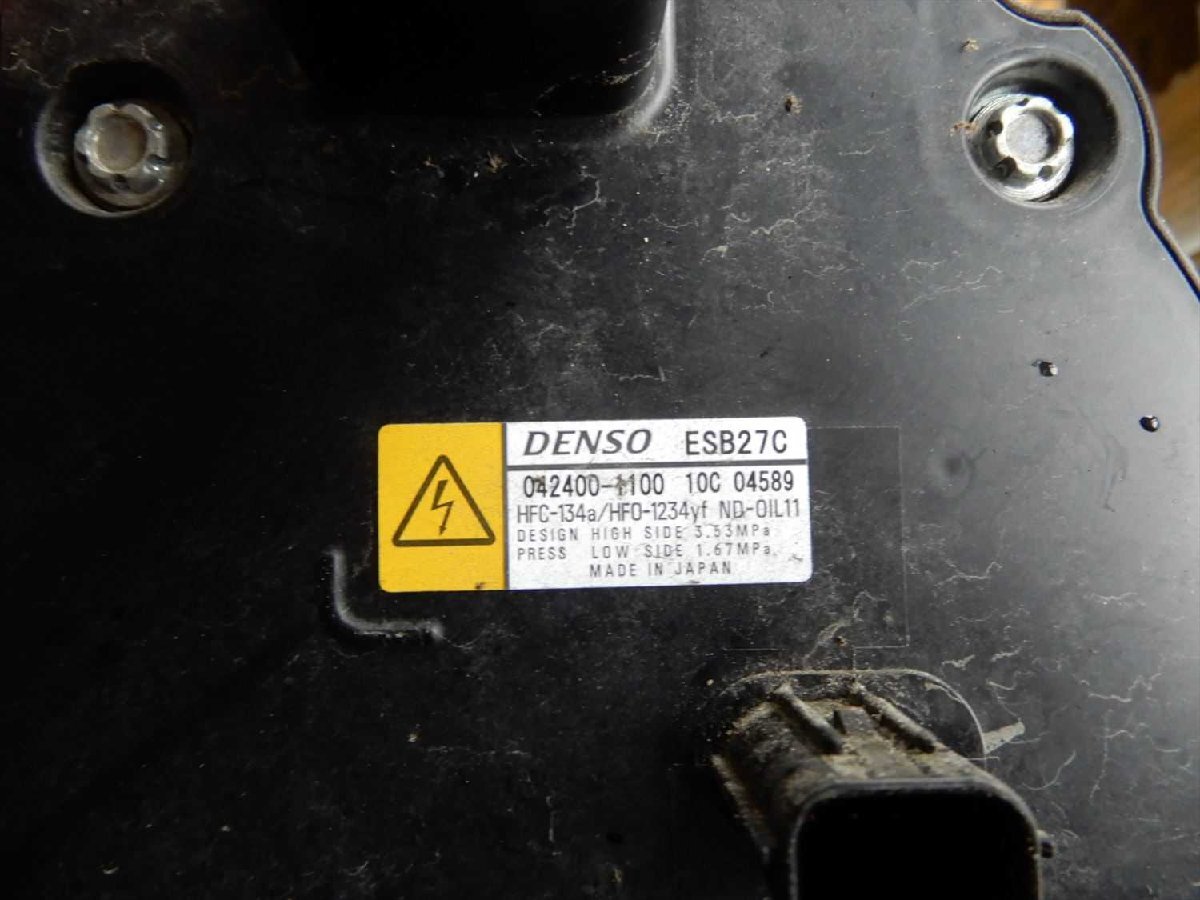 DENSO ESB27C
042400-1100 10C 04589
HFC-134a/HFO-1234yf ND-OIL11
DESIGN HIGH SIDE 3.53MPa
PRESS LOW SIDE 1.67MPa
MADE IN JAPAN